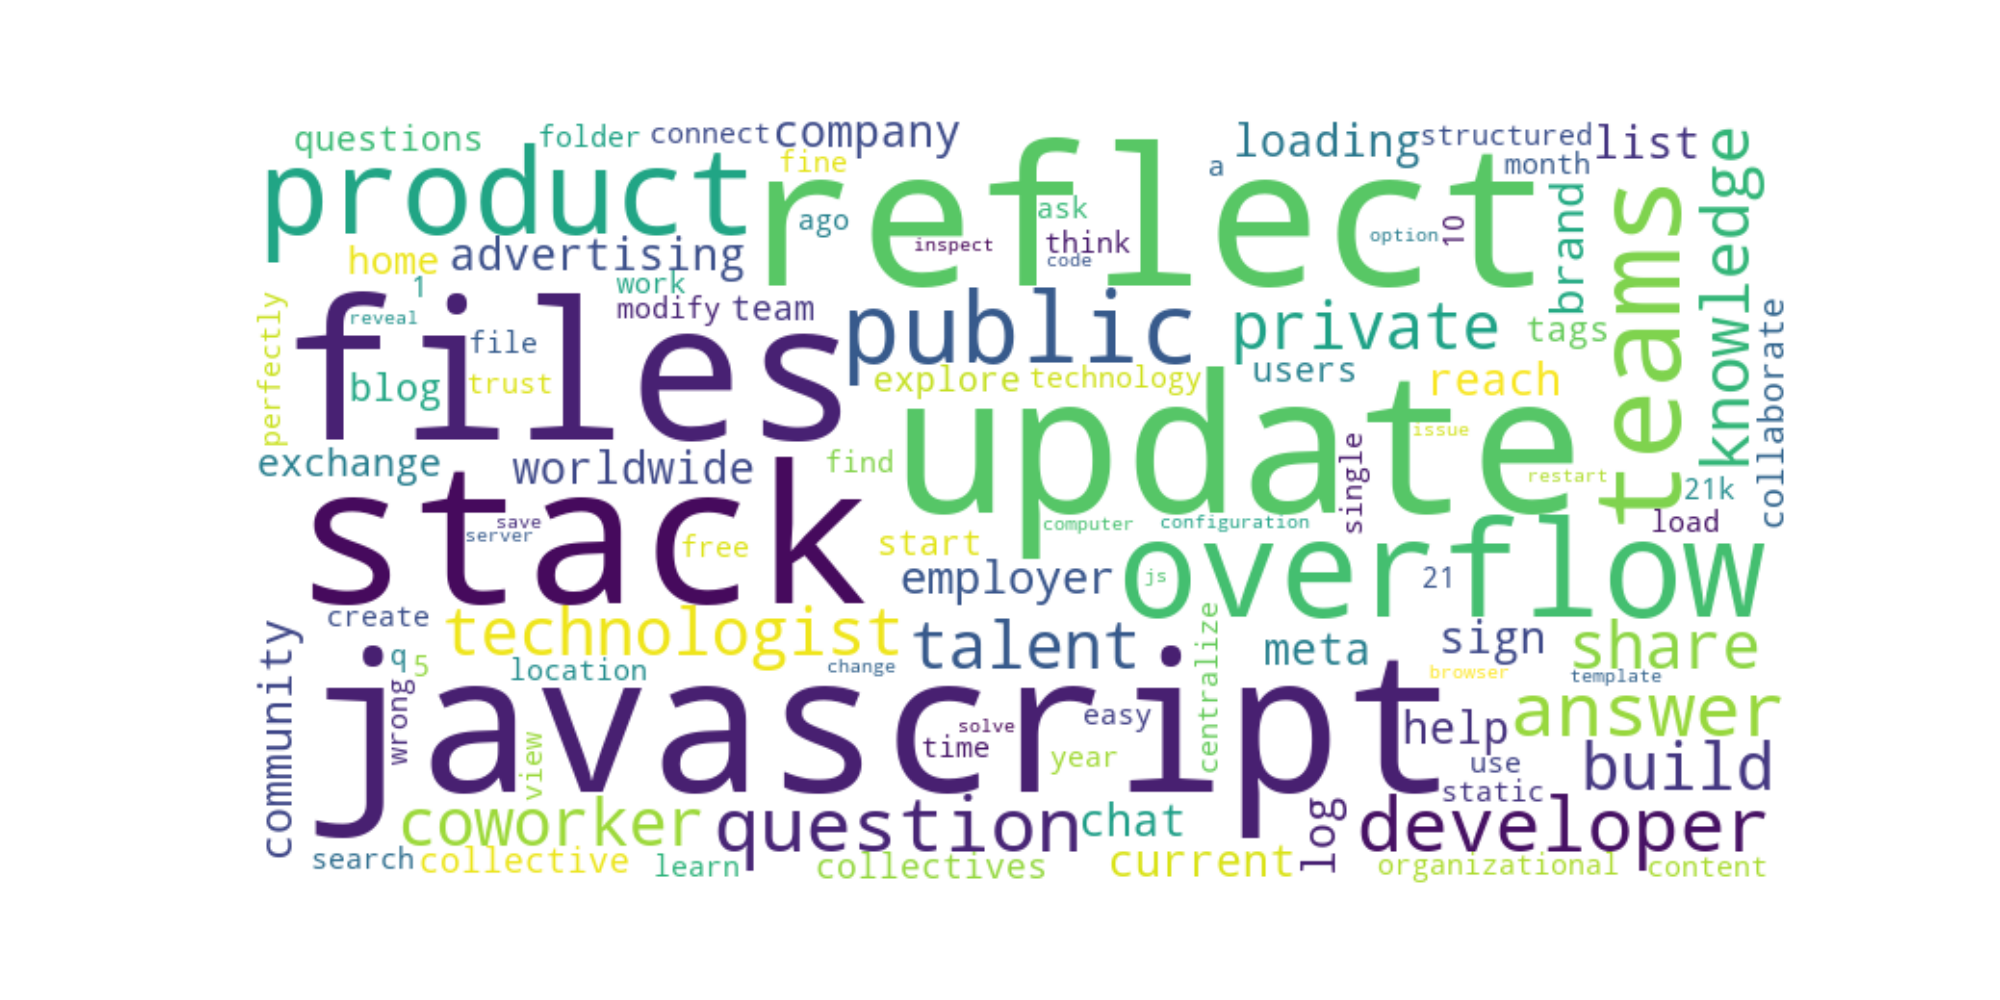 questions
folder
connect
company
fine
a
loading
structured
list
month
knowledge
product
reflect
ago
ask
inspect
think
code
option
10
brand
teams
home
advertising
work
1
modify
team
reveal
perfectly
files
file
public
private
tags
collaborate
blog
trust
explore
technology
users
reach
update
issue
exchange
worldwide
find
single
restart
21k
load
stack
save
server
free
computer
configuration
start
employer
overflow
js
21
create
technologist
talent
centralize
meta
sign
share
community
q
5
location
change
browser
template
javascript
wrong
view
solve
time
easy
year
help
answer
use
static
build
coworker
question
chat
log
developer
search
collective
learn
collectives
current
organizational
content